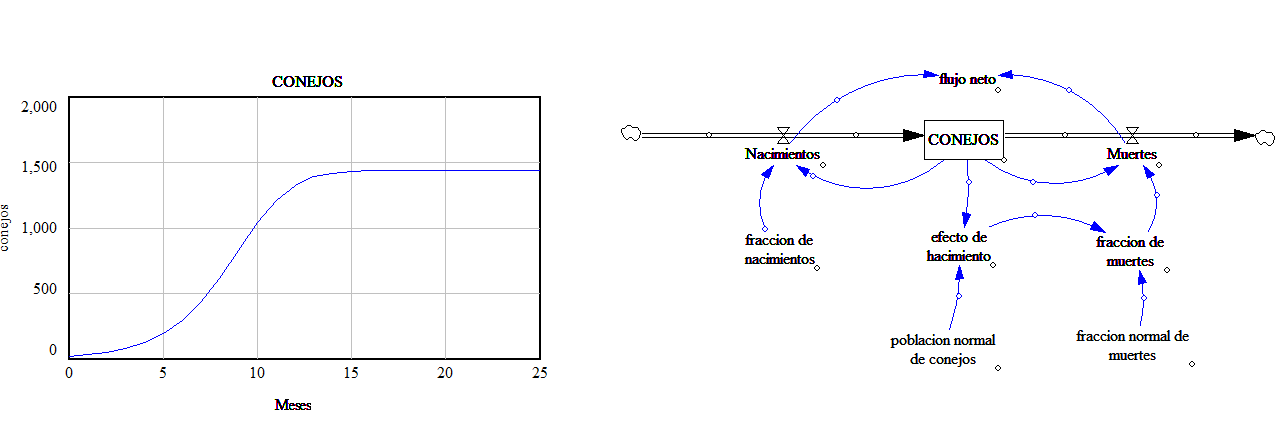 CONEJOS
2,000
1,500
1,000
500
0
conejos
0 5 10 15 20 25
Meses
flujo neto
CONEJOS
Nacimientos
Muertes
fraccion de
nacimientos
efecto de
hacimiento
fraccion de
muertes
poblacion normal
de conejos
fraccion normal de
muertes